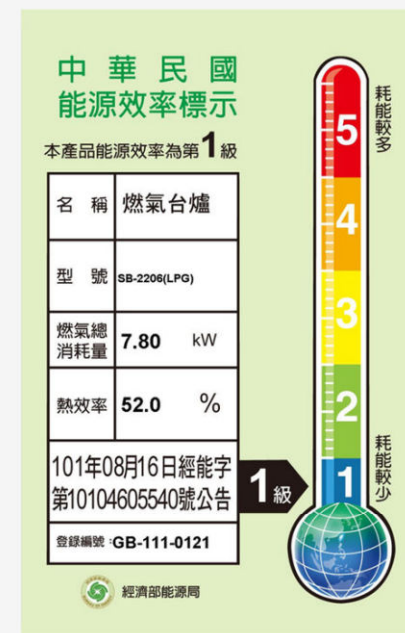 中華民國
能源效率標示
本產品能源效率為第1級
名 稱 燃氣台爐
型 號 SB-2206(LPG)
燃氣總
消耗量 7.80 kW
熱效率 52.0 %
101年08月16日經能字
第10104605540號公告
登錄編號:GB-111-0121
經濟部能源局
1級
耗能較多
5
4
3
2
1
耗能較少